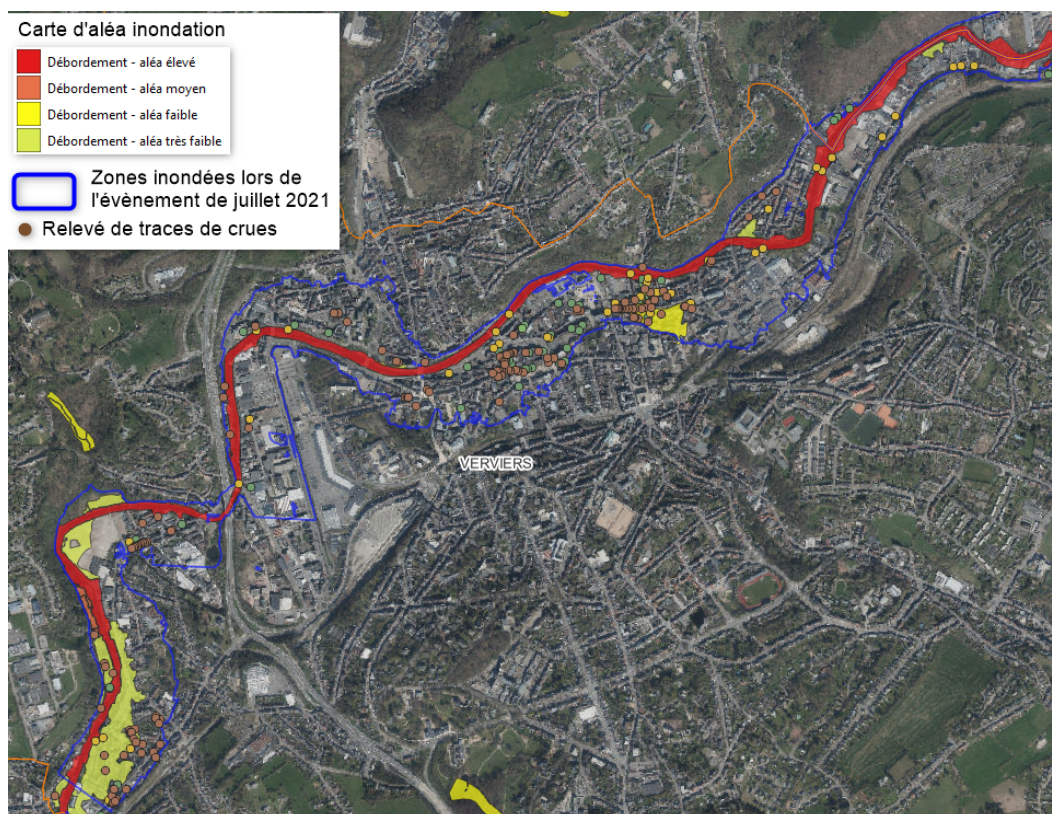 Carte d'aléa inondation
Débordement - aléa élevé
Débordement - aléa moyen
Débordement - aléa faible
Débordement - aléa très faible
Zones inondées lors de
l'évènement de juillet 2021
Relevé de traces de crues
VERVIERS